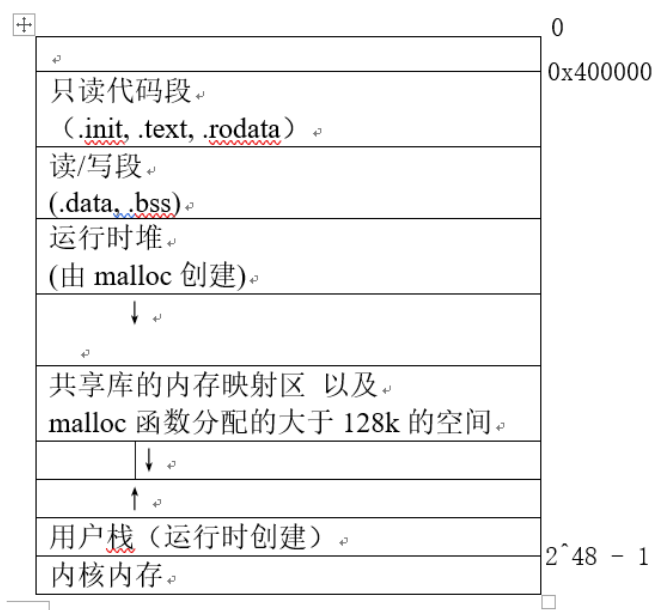 0
0x400000
只读代码段
（.init, .text, .rodata）
读/写段
(.data, .bss)
运行时堆
(由 malloc 创建)
↓
共享库的内存映射区 以及
malloc 函数分配的大于 128k 的空间
↓
↑
用户栈（运行时创建）
2^48 - 1
内核内存